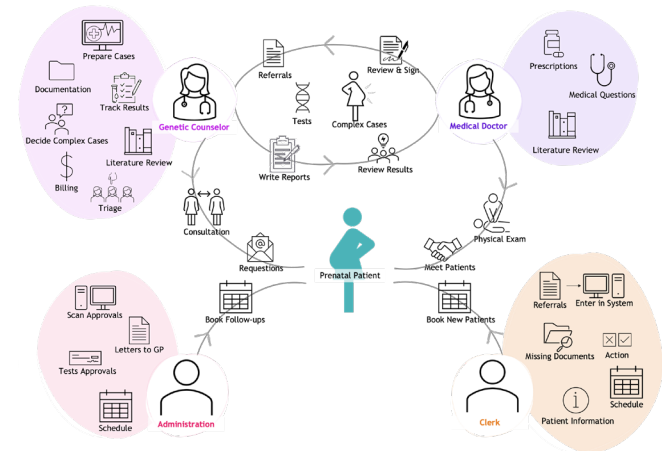 Prepare Cases
Documentation
Track Results
Decide Complex Cases
Literature Review
Billing
Triage
Genetic Counselor
Referrals
Review & Sign
Tests
Complex Cases
Write Reports
Review Results
Medical Doctor
Prescriptions
Medical Questions
Literature Review
Consultation
Requestions
Physical Exam
Meet Patients
Prenatal Patient
Book Follow-ups
Book New Patients
Scan Approvals
Letters to GP
Tests Approvals
Schedule
Administration
Referrals
Enter in System
Missing Documents
Action
Schedule
Patient Information
Clerk